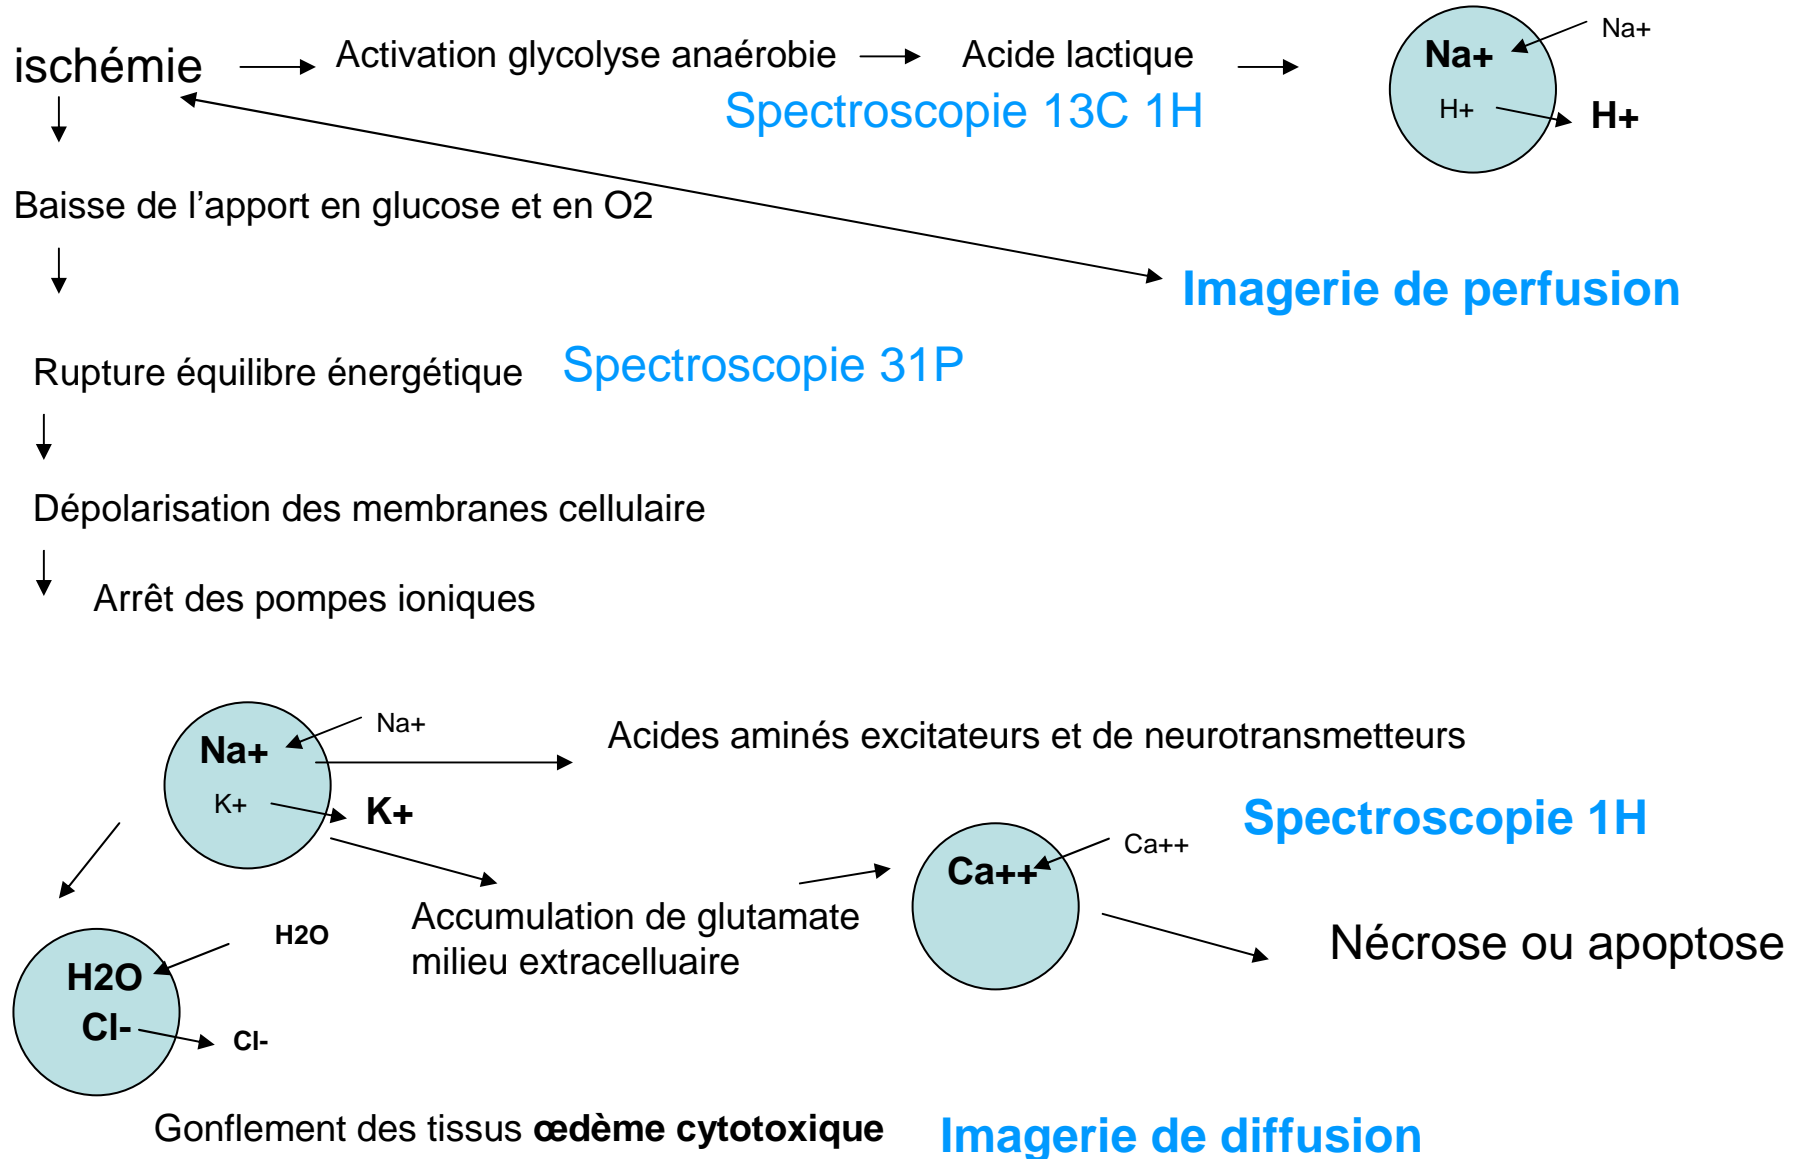 ischémie
Activation glycolyse anaérobie
Acide lactique
Spectroscopie 13C 1H
Na+
Na+
H+
H+
Baisse de l'apport en glucose et en O2
Imagerie de perfusion
Rupture équilibre énergétique
Spectroscopie 31P
Dépolarisation des membranes cellulaire
Arrêt des pompes ioniques
Na+
Na+
K+
K+
Acides aminés excitateurs et de neurotransmetteurs
Spectroscopie 1H
Ca++
Ca++
Accumulation de glutamate
milieu extracelluaire
Nécrose ou apoptose
H2O
H2O
Cl-
Cl-
Gonflement des tissus œdème cytotoxique
Imagerie de diffusion